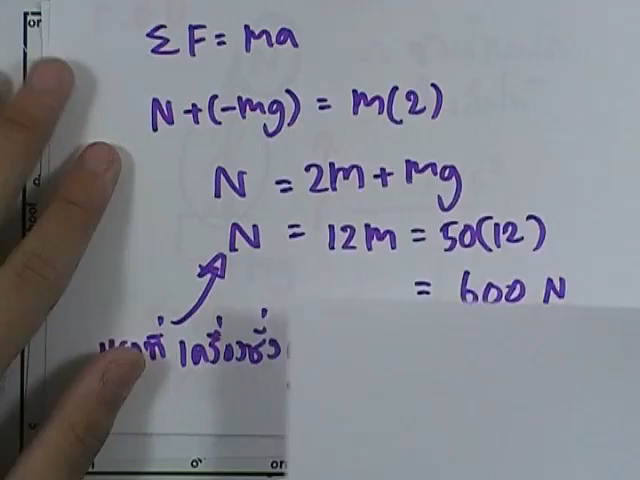 ΣF = ma
N + (-mg) = m(2)
N = 2m + mg
N = 12m = 50(12)
= 600 N
เครื่องชั่ง